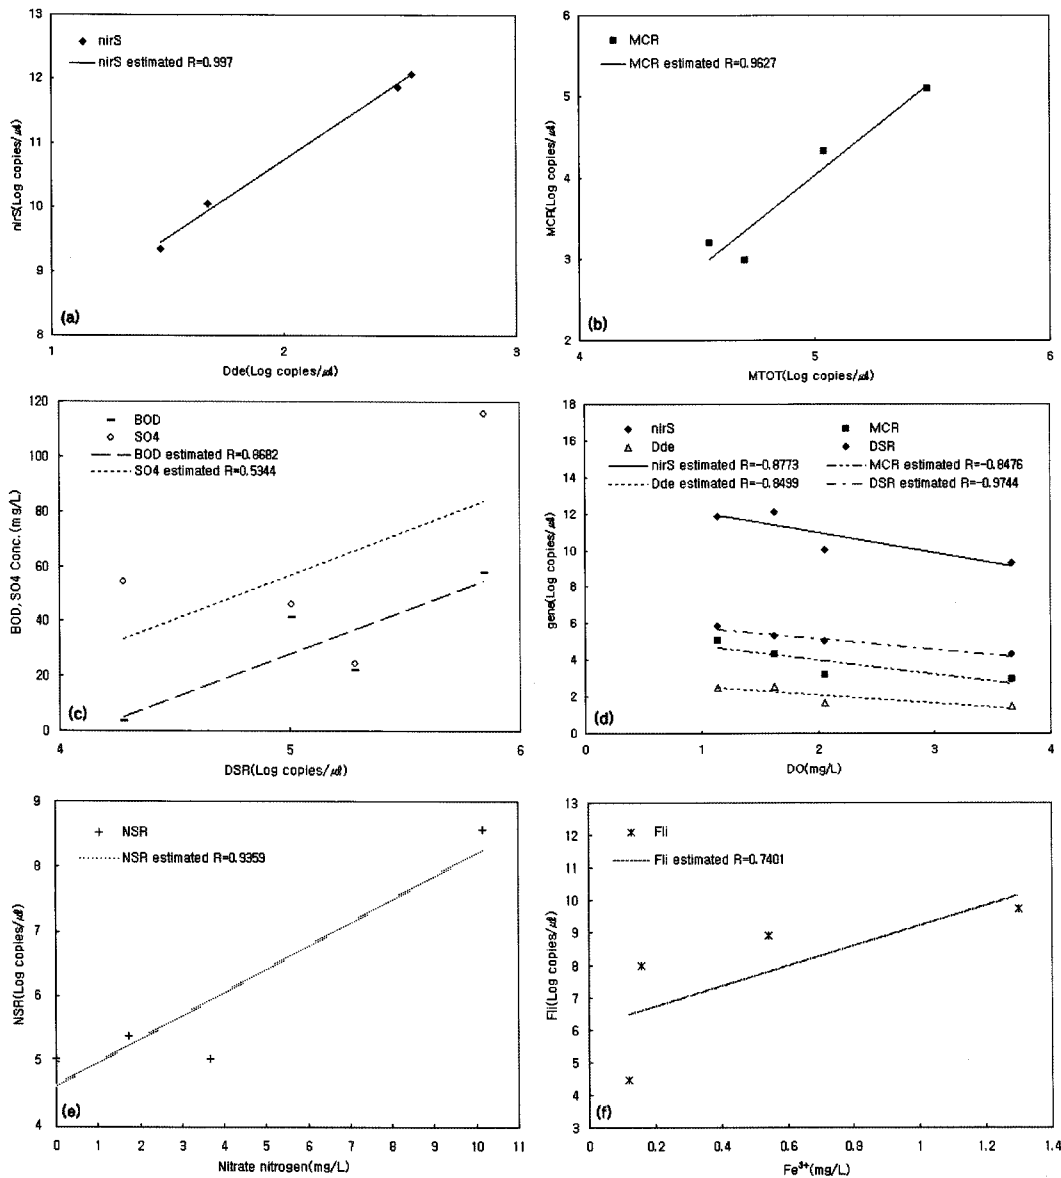 13
12
11
10
9
8
nirS(Log copies/㎕)
nirS
nirS estimated R=0.997
(a)
1
2
3
Dde(Log copies/㎕)
6
5
4
3
2
MCR(Log copies/㎕)
MCR
MCR estimated R=0.9627
(b)
4
5
6
MTOT(Log copies/㎕)
120
100
80
60
40
20
0
BOD, SO4 Conc.(mg/L)
BOD
SO4
BOD estimated R=0.8682
SO4 estimated R=0.5344
(c)
4
5
6
DSR(Log copies/㎕)
18
16
14
12
10
8
6
4
2
0
gene(Log copies/㎕)
nirS
MCR
Dde
DSR
nirS estimated R=-0.8773
MCR estimated R=-0.8476
Dde estimated R=-0.8499
DSR estimated R=-0.9744
(d)
0
1
2
3
4
DO(mg/L)
9
8
7
6
5
4
NSR(Log copies/㎕)
NSR
NSR estimated R=0.9359
(e)
0
1
2
3
4
5
6
7
8
9
10
11
Nitrate nitrogen(mg/L)
13
12
11
10
9
8
7
6
5
4
3
Fli(Log copies/㎕)
Fli
Fli estimated R=0.7401
(f)
0
0.2
0.4
0.6
0.8
1
1.2
1.4
Fe³⁺(mg/L)